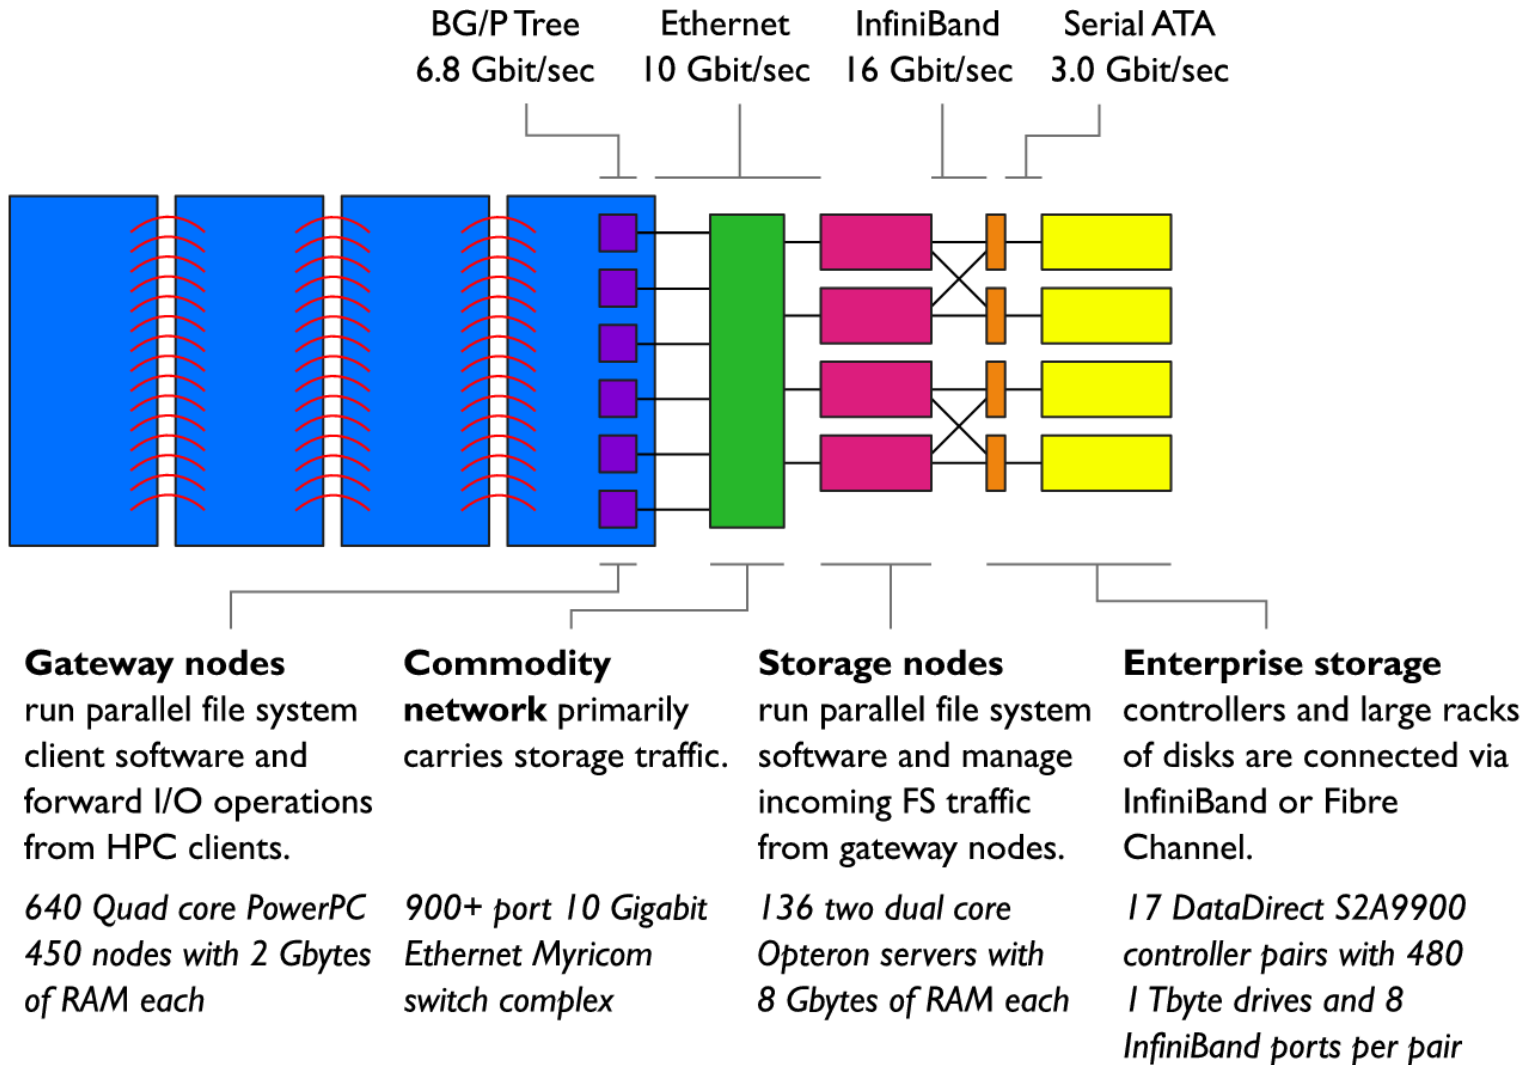 BG/P Tree
6.8 Gbit/sec
Ethernet
10 Gbit/sec
InfiniBand
16 Gbit/sec
Serial ATA
3.0 Gbit/sec
Gateway nodes
run parallel file system
client software and
forward I/O operations
from HPC clients.
640 Quad core PowerPC
450 nodes with 2 Gbytes
of RAM each
Commodity
network primarily
carries storage traffic.
900+ port 10 Gigabit
Ethernet Myricom
switch complex
Storage nodes
run parallel file system
software and manage
incoming FS traffic
from gateway nodes.
136 two dual core
Opteron servers with
8 Gbytes of RAM each
Enterprise storage
controllers and large racks
of disks are connected via
InfiniBand or Fibre
Channel.
17 DataDirect S2A9900
controller pairs with 480
1 Tbyte drives and 8
InfiniBand ports per pair